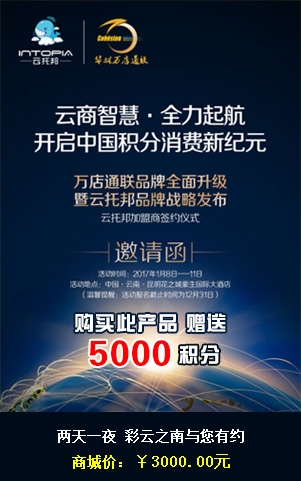 INTOPIA
云托邦
Cohesion
华联万店通联
云商智慧·全力起航
开启中国积分消费新纪元
万店通联品牌全面升级
暨云托邦品牌战略发布
云托邦加盟商签约仪式
邀请函
活动时间：2017年1月8日——11日
活动地点：中国·云南·昆明花之城豪生国际大酒店
（温馨提醒：活动报名截止时间为12月31日）
购买此产品 赠送
5000积分
两天一夜 彩云之南与您有约
商城价：￥3000.00元